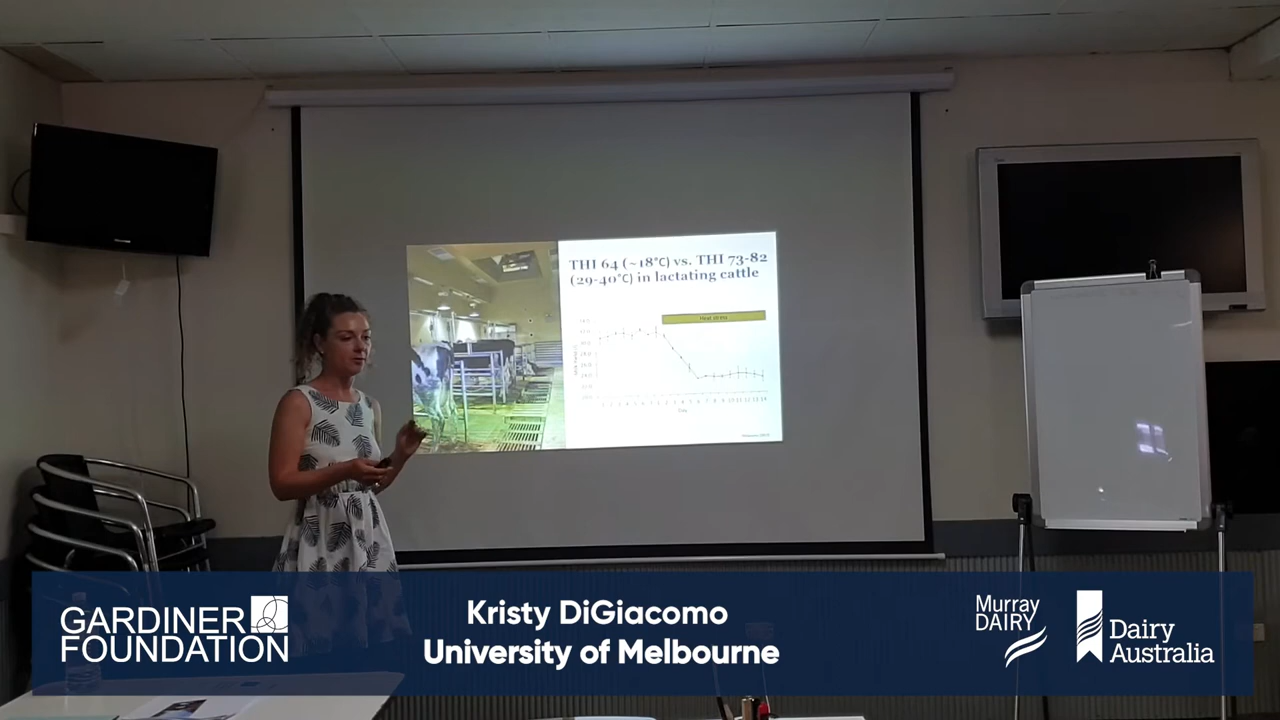 THI 64 (~18°C) vs. THI 73-82
(29-40°C) in lactating cattle
Heat stress
Day
GARDINER
FOUNDATION
Kristy DiGiacomo
University of Melbourne
Murray
DAIRY
Dairy
Australia